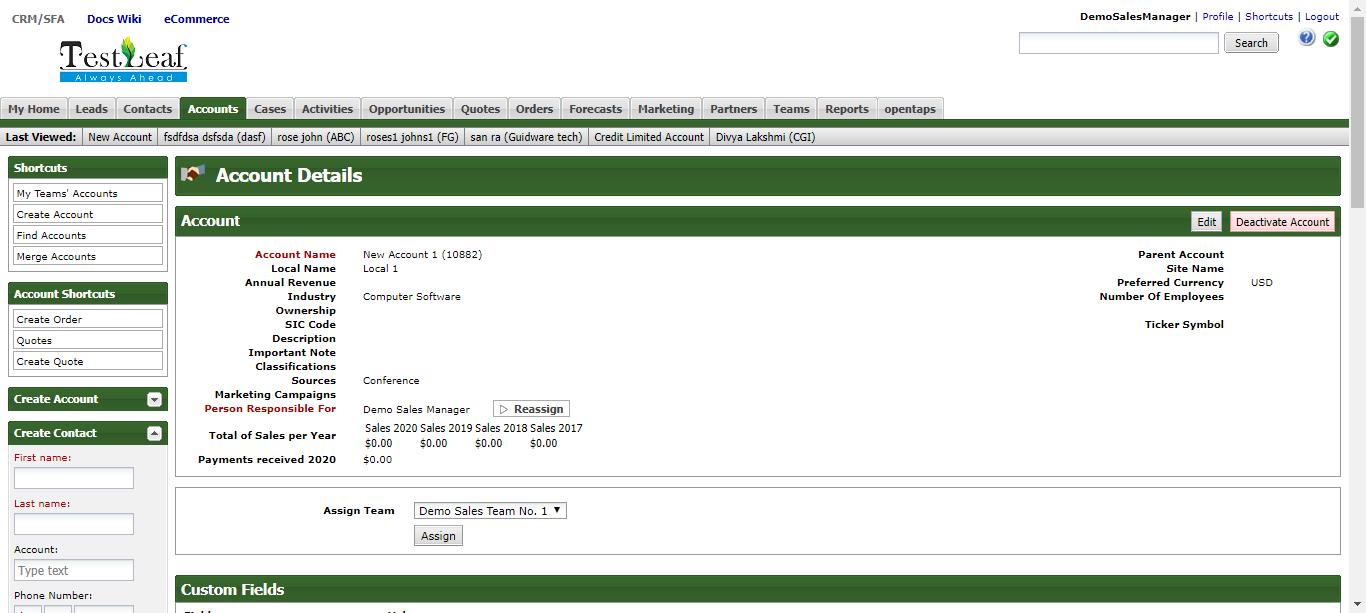 CRM/SFA Docs Wiki eCommerce
DemoSalesManager | Profile | Shortcuts | Logout
TestLeaf
Always Ahead
Search
My Home Leads Contacts Accounts Cases Activities Opportunities Quotes Orders Forecasts Marketing Partners Teams Reports opentaps
Last Viewed: New Account fsdfdsa dsfsda (dasf) rose john (ABC) roses1 johns1 (FG) san ra (Guidware tech) Credit Limited Account Divya Lakshmi (CGI)
Shortcuts
My Teams' Accounts
Create Account
Find Accounts
Merge Accounts
Account Shortcuts
Create Order
Quotes
Create Quote
Create Account
Create Contact
First name:
Last name:
Account:
Type text
Phone Number:
Account Details
Account Edit Deactivate Account
Account Name New Account 1 (10882) Parent Account
Local Name Local 1 Site Name
Annual Revenue Preferred Currency USD
Industry Computer Software Number Of Employees
Ownership
SIC Code Ticker Symbol
Description
Important Note
Classifications
Sources Conference
Marketing Campaigns
Person Responsible For Demo Sales Manager Reassign
Total of Sales per Year Sales 2020 Sales 2019 Sales 2018 Sales 2017
$0.00 $0.00 $0.00 $0.00
Payments received 2020 $0.00
Assign Team Demo Sales Team No. 1
Assign
Custom Fields